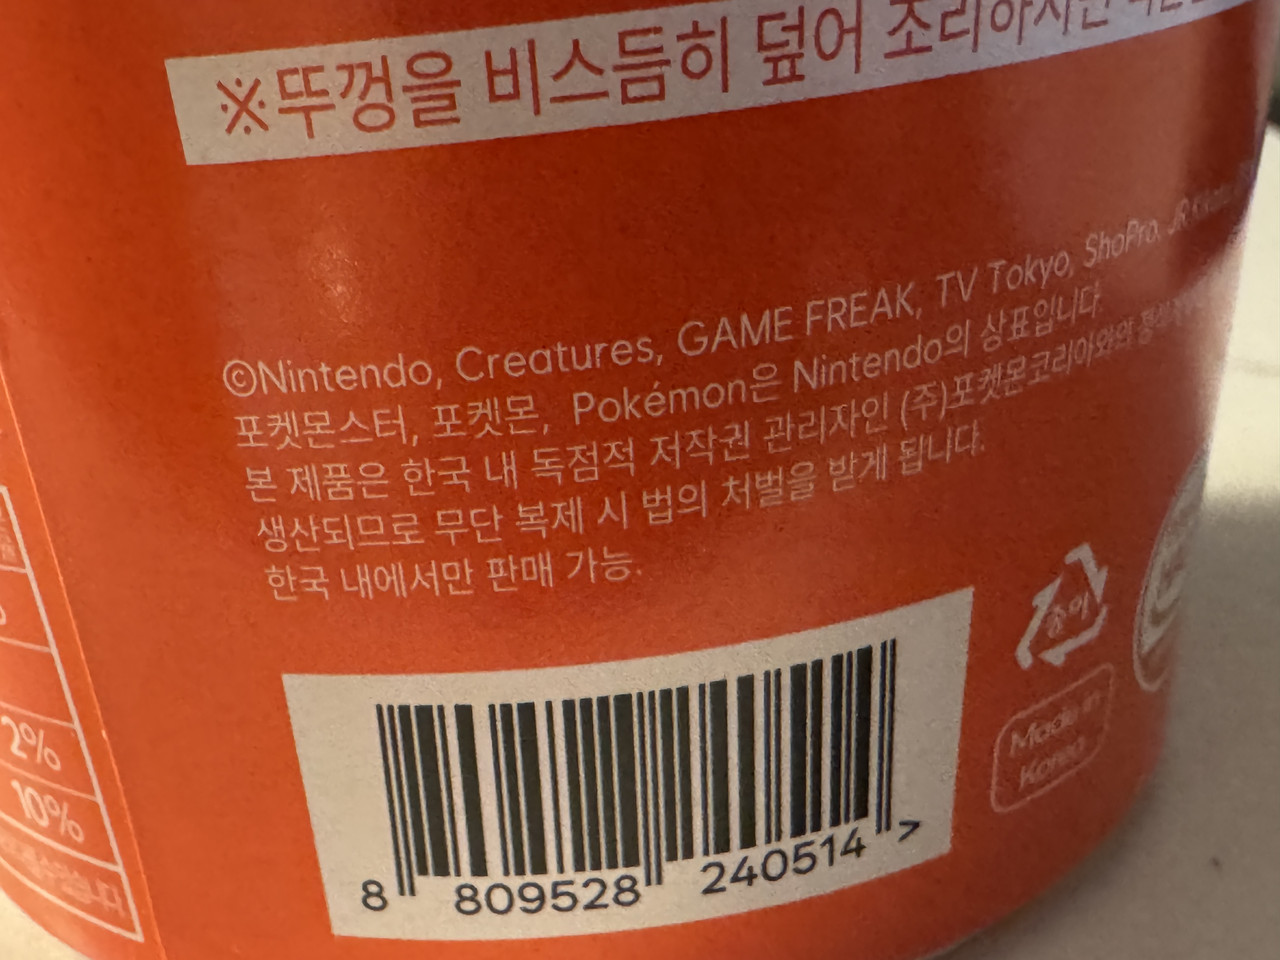 ※뚜껑을 비스듬히 덮어
©Nintendo, Creatures, GAME FREAK, TV Tokyo, ShoPro, JR
포켓몬스터, 포켓몬, Pokémon은 Nintendo의 상표입니다.
본 제품은 한국 내 독점적 저작권 관리자인 (주)포켓몬코리아와의
생산되므로 무단 복제 시 법의 처벌을 받게 됩니다.
한국 내에서만 판매 가능.
종이
Made in
Korea
8 809528 240514 >
2%
10%